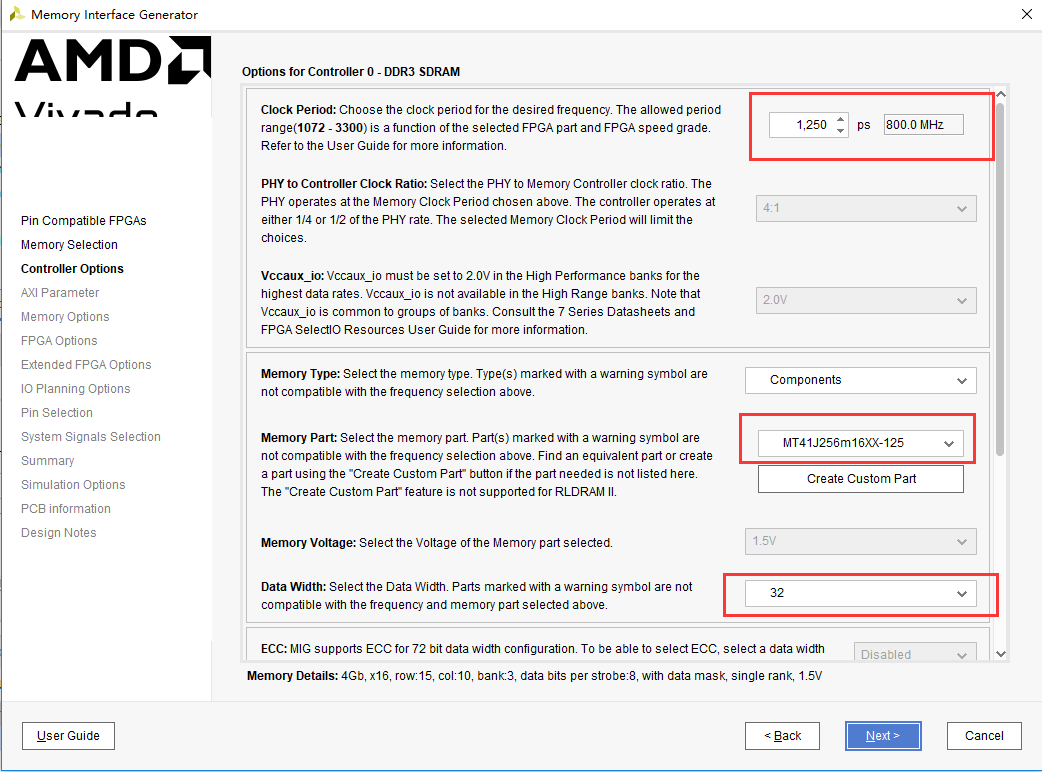 Memory Interface Generator
AMD
Vivado
Pin Compatible FPGAs
Memory Selection
Controller Options
AXI Parameter
Memory Options
FPGA Options
Extended FPGA Options
IO Planning Options
Pin Selection
System Signals Selection
Summary
Simulation Options
PCB information
Design Notes
Options for Controller 0 - DDR3 SDRAM
Clock Period: Choose the clock period for the desired frequency. The allowed period
range(1072 - 3300) is a function of the selected FPGA part and FPGA speed grade.
Refer to the User Guide for more information.
1,250 ps 800.0 MHz
PHY to Controller Clock Ratio: Select the PHY to Memory Controller clock ratio. The
PHY operates at the Memory Clock Period chosen above. The controller operates at
either 1/4 or 1/2 of the PHY rate. The selected Memory Clock Period will limit the
choices.
4:1
Vccaux_io: Vccaux_io must be set to 2.0V in the High Performance banks for the
highest data rates. Vccaux_io is not available in the High Range banks. Note that
Vccaux_io is common to groups of banks. Consult the 7 Series Datasheets and
FPGA SelectIO Resources User Guide for more information.
2.0V
Memory Type: Select the memory type. Type(s) marked with a warning symbol are
not compatible with the frequency selection above.
Components
Memory Part: Select the memory part. Part(s) marked with a warning symbol are
not compatible with the frequency selection above. Find an equivalent part or create
a part using the "Create Custom Part" button if the part needed is not listed here.
The "Create Custom Part" feature is not supported for RLDRAM II.
MT41J256m16XX-125
Create Custom Part
Memory Voltage: Select the Voltage of the Memory part selected.
1.5V
Data Width: Select the Data Width. Parts marked with a warning symbol are not
compatible with the frequency and memory part selected above.
32
ECC: MIG supports ECC for 72 bit data width configuration. To be able to select ECC, select a data width
Disabled
Memory Details: 4Gb, x16, row:15, col:10, bank:3, data bits per strobe:8, with data mask, single rank, 1.5V
User Guide
< Back
Next >
Cancel